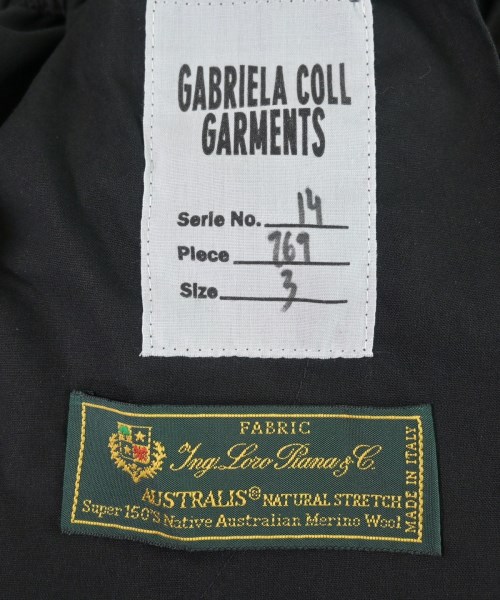 GABRIELA COLL
GARMENTS
Serie No. 14
Piece 769
Size 3
FABRIC
Ing. Loro Piana & C.
AUSTRALIS® NATURAL STRETCH
Super 150'S Native Australian Merino Wool
MADE IN ITALY